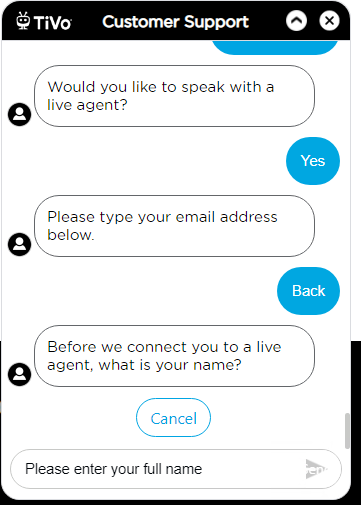 TiVo Customer Support
Would you like to speak with a
live agent?
Yes
Please type your email address
below.
Back
Before we connect you to a live
agent, what is your name?
Cancel
Please enter your full name